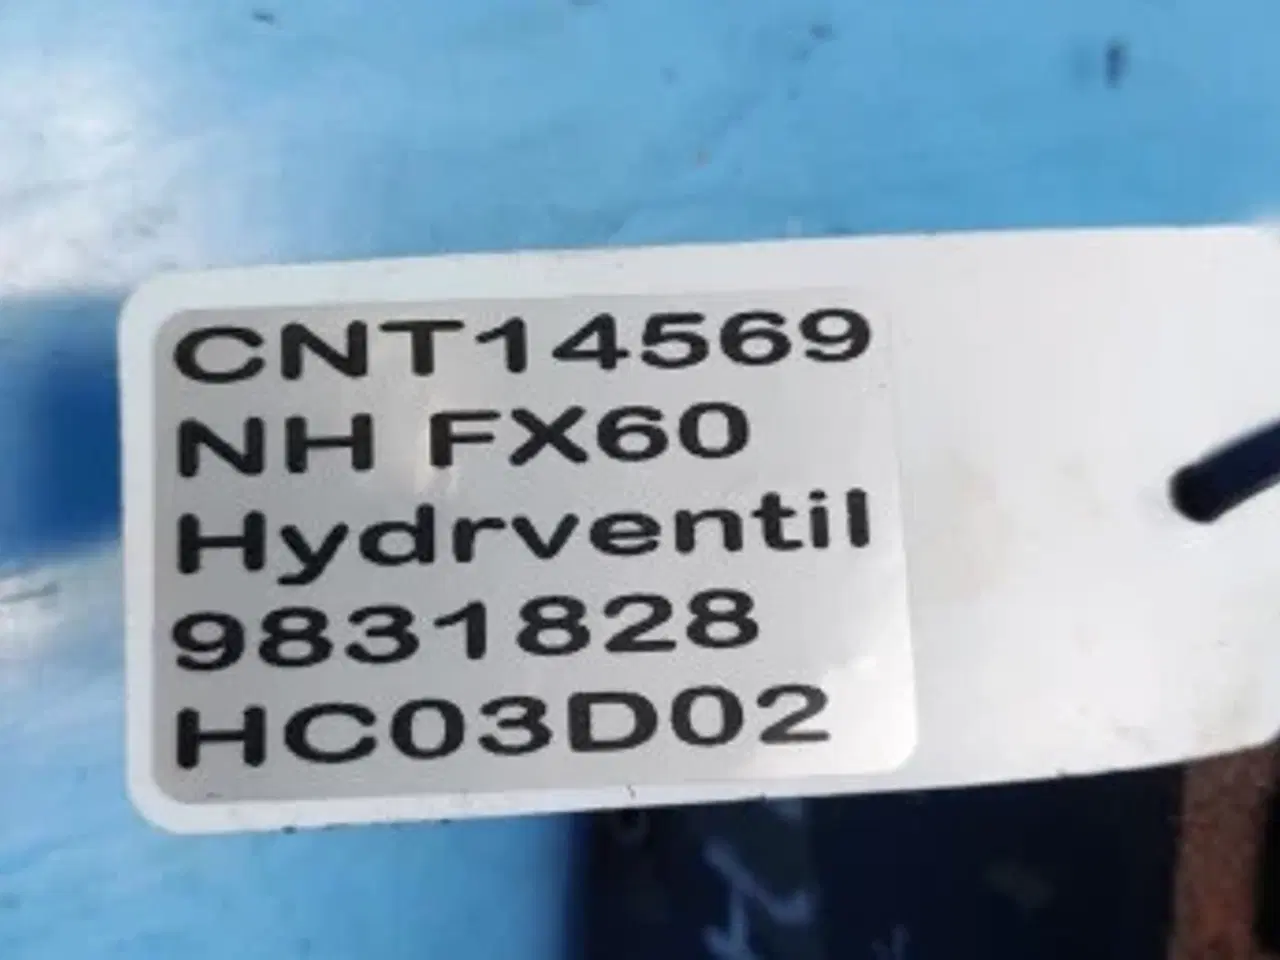 CNT14569
NH FX60
Hydrventil
9831828
HC03D02